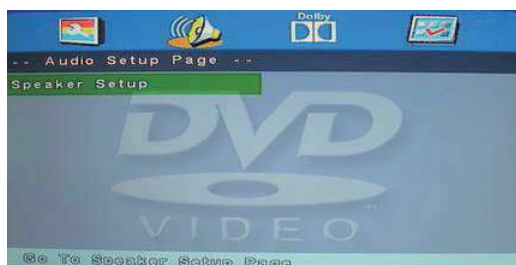 Dolby
-- Audio Setup Page --
Speaker Setup
DVD
VIDEO
Go To Speaker Setup Page